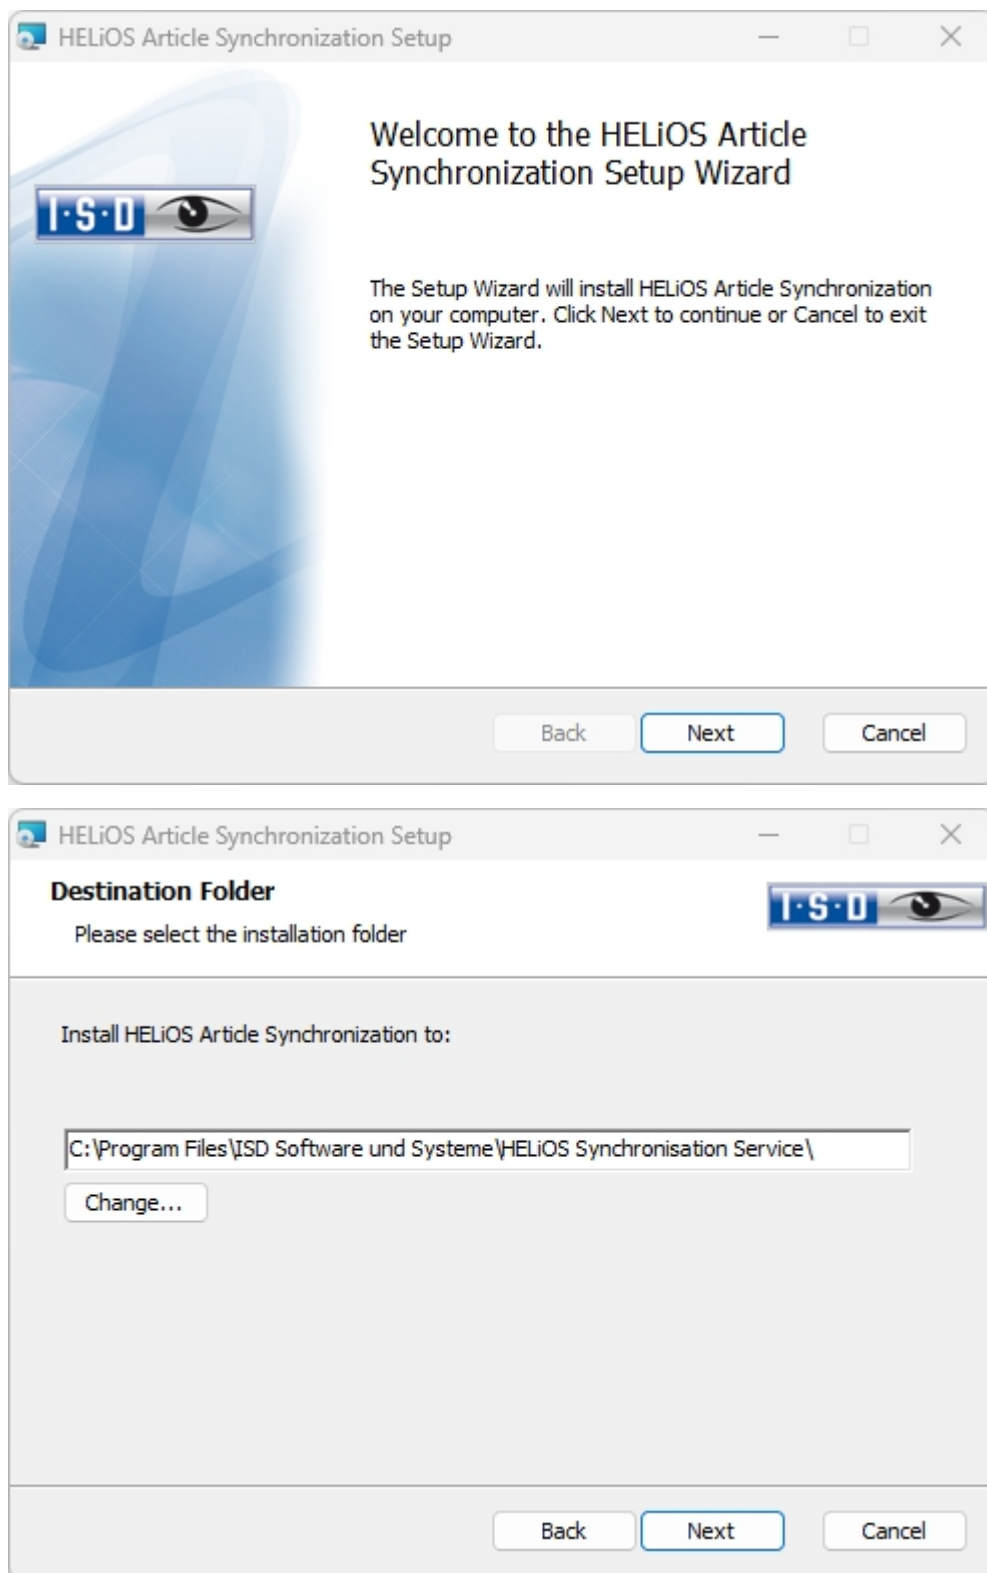 HELiOS Article Synchronization Setup
Welcome to the HELiOS Article
Synchronization Setup Wizard
I·S·D
The Setup Wizard will install HELiOS Article Synchronization
on your computer. Click Next to continue or Cancel to exit
the Setup Wizard.
Back Next Cancel
HELiOS Article Synchronization Setup
Destination Folder
I·S·D
Please select the installation folder
Install HELiOS Article Synchronization to:
C:\Program Files\ISD Software und Systeme\HELiOS Synchronisation Service\
Change...
Back Next Cancel